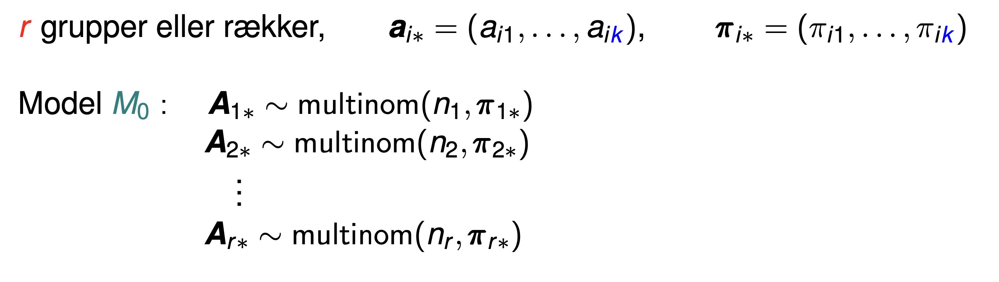 r grupper eller rækker, a_{i*} = (a_{i1}, ..., a_{ik}), π_{i*} = (π_{i1}, ..., π_{ik})
Model M_0 : A_{1*} ∼ multinom(n_1, π_{1*})
A_{2*} ∼ multinom(n_2, π_{2*})
⋮
A_{r*} ∼ multinom(n_r, π_{r*})